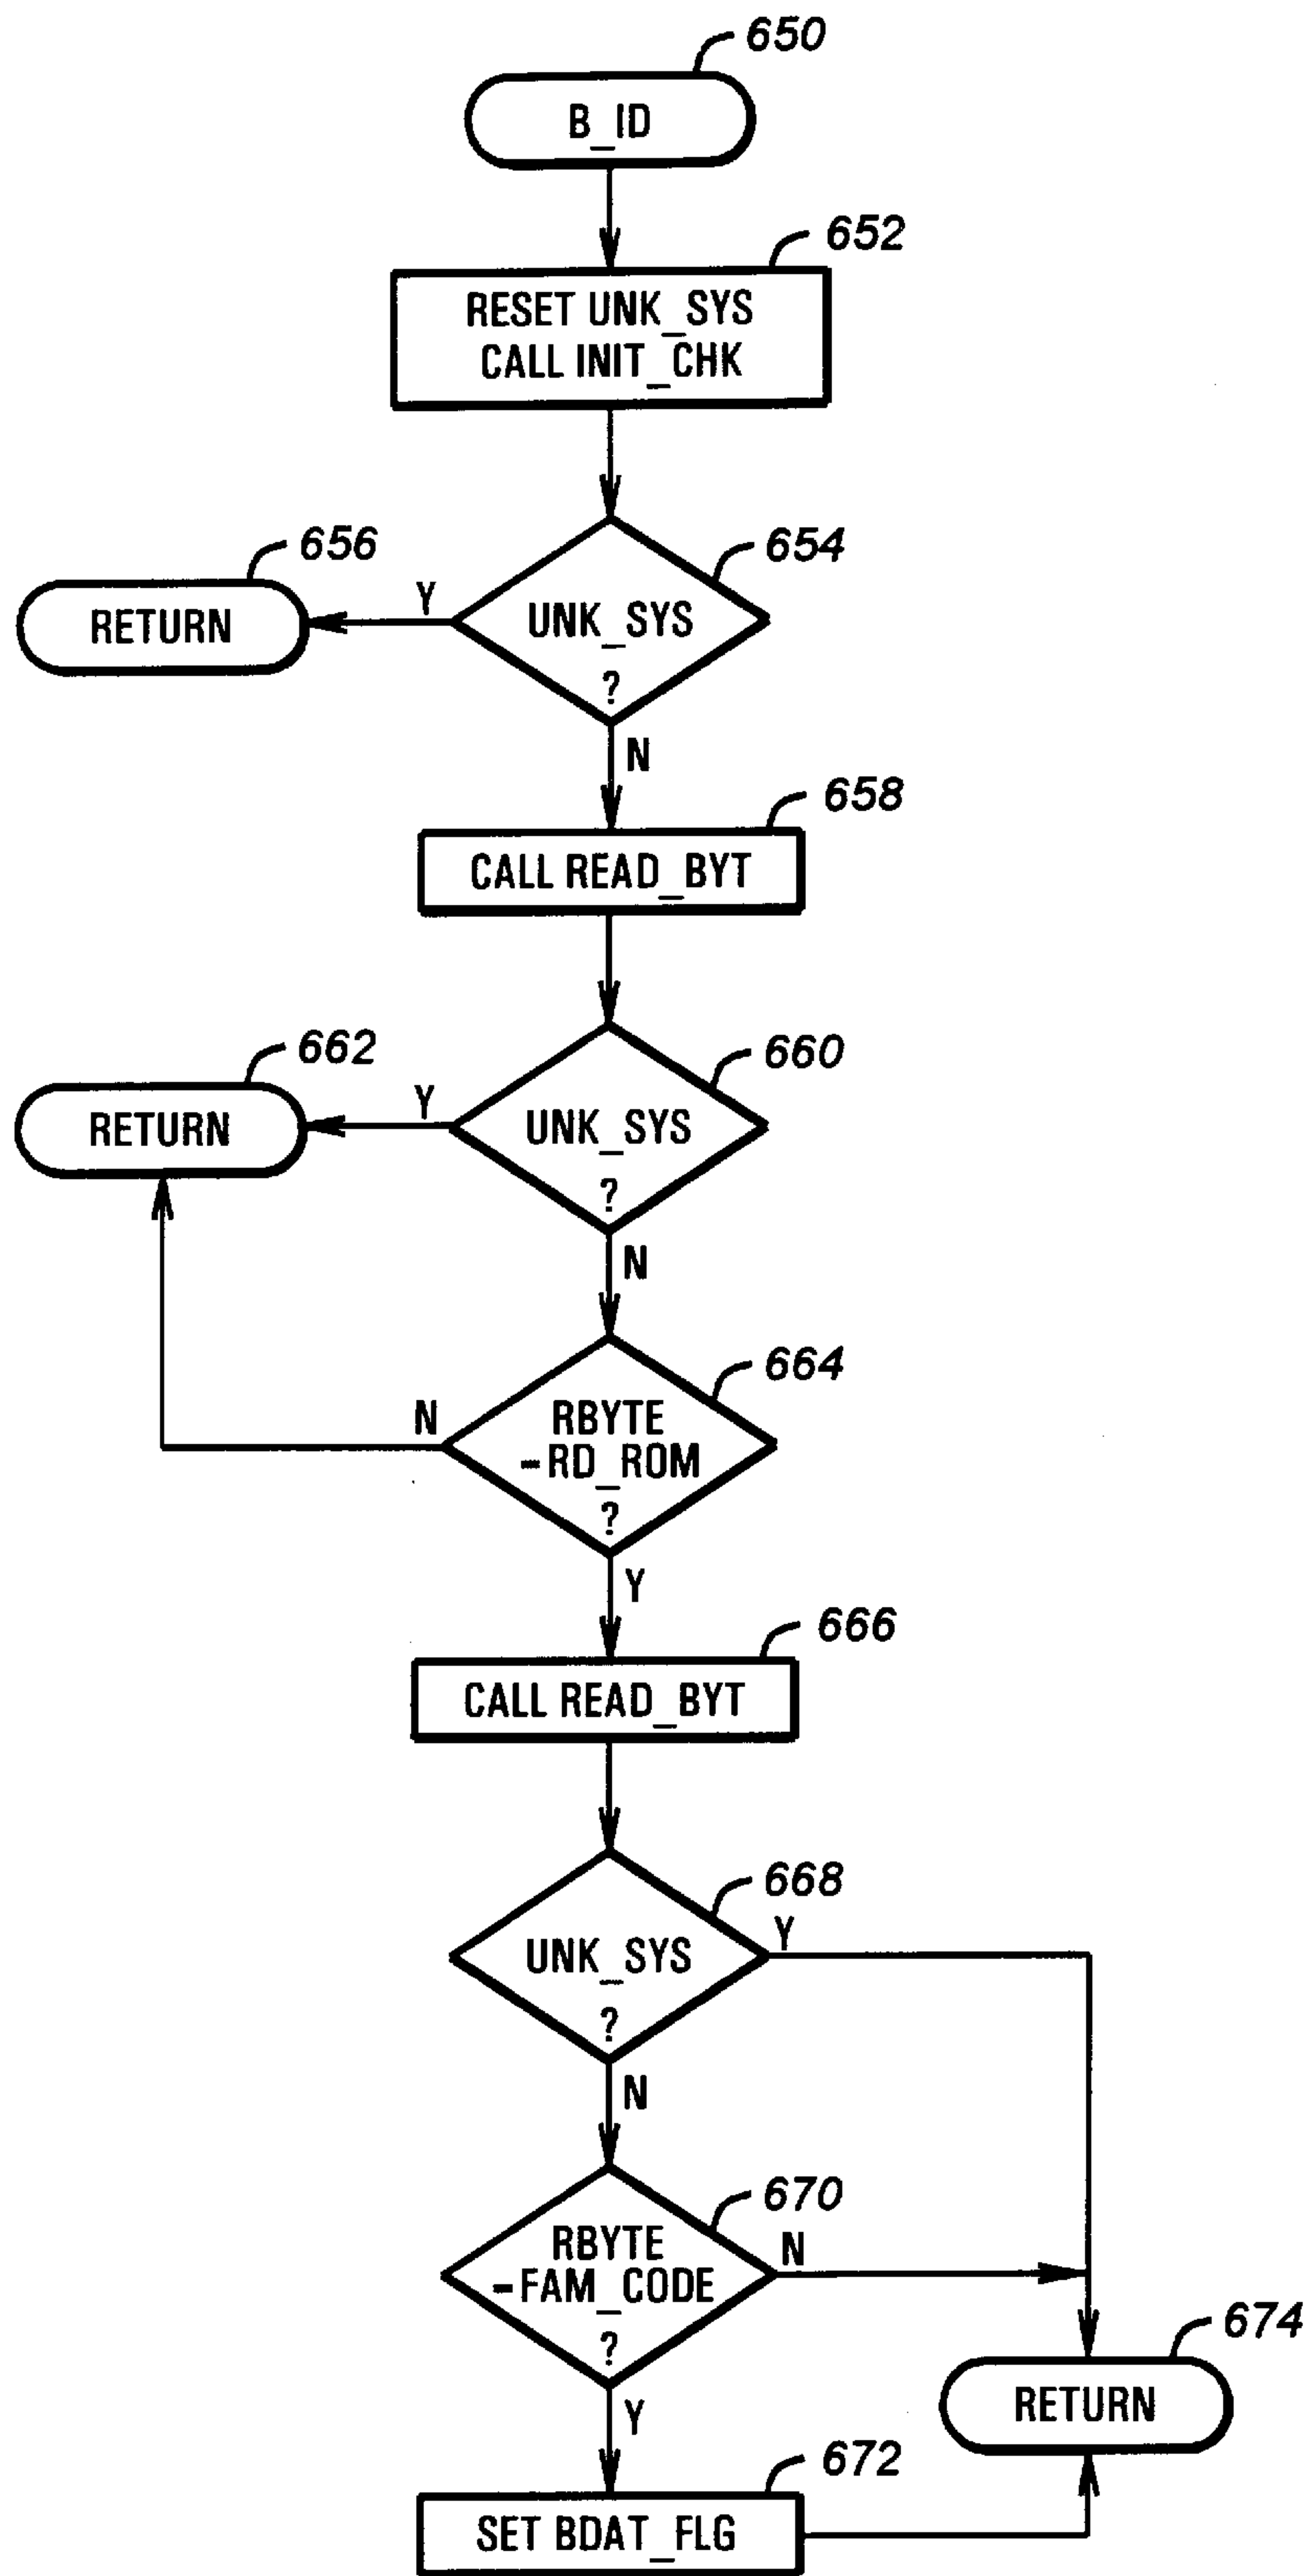 650
B_ID
652
RESET UNK_SYS
CALL INIT_CHK
656
654
RETURN
Y
UNK_SYS
?
N
658
CALL READ_BYT
662
660
RETURN
Y
UNK_SYS
?
N
664
N
RBYTE
-RD_ROM
?
Y
666
CALL READ_BYT
668
Y
UNK_SYS
?
N
670
RBYTE
N
-FAM_CODE
?
674
RETURN
Y
672
SET BDAT_FLG